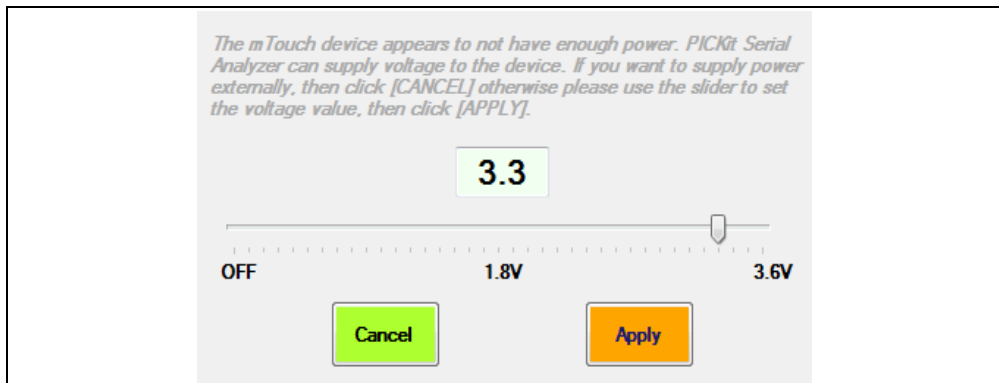 The mTouch device appears to not have enough power. PICKit Serial
Analyzer can supply voltage to the device. If you want to supply power
externally, then click [CANCEL] otherwise please use the slider to set
the voltage value, then click [APPLY].
3.3
OFF 1.8V 3.6V
Cancel Apply